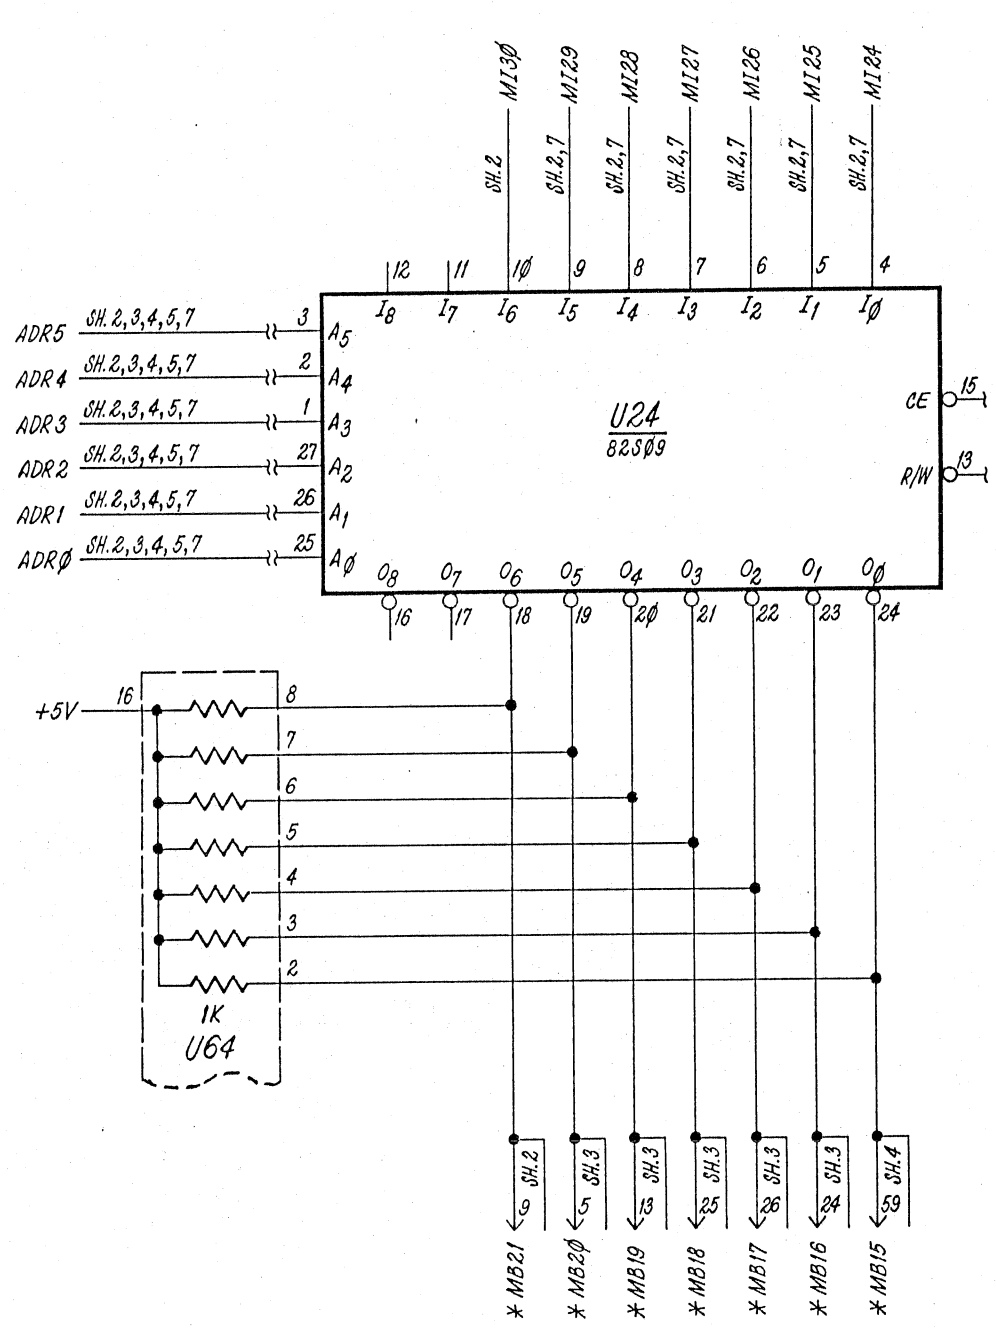 MI3Ø MI29 MI28 MI27 MI26 MI25 MI24
SH.2 SH.2,7 SH.2,7 SH.2,7 SH.2,7 SH.2,7 SH.2,7
12 11 1Ø 9 8 7 6 5 4
I8 I7 I6 I5 I4 I3 I2 I1 IØ
ADR5 SH.2,3,4,5,7 3 A5
ADR4 SH.2,3,4,5,7 2 A4
ADR3 SH.2,3,4,5,7 1 A3
ADR2 SH.2,3,4,5,7 27 A2
ADR1 SH.2,3,4,5,7 26 A1
ADRØ SH.2,3,4,5,7 25 AØ
U24
82SØ9
CE 15
R/W 13
O8 O7 O6 O5 O4 O3 O2 O1 OØ
16 17 18 19 2Ø 21 22 23 24
+5V 16 8
7
6
5
4
3
2
1K
U64
SH.2 SH.3 SH.3 SH.3 SH.3 SH.3 SH.4
9 5 13 25 26 24 59
*MB21 *MB2Ø *MB19 *MB18 *MB17 *MB16 *MB15